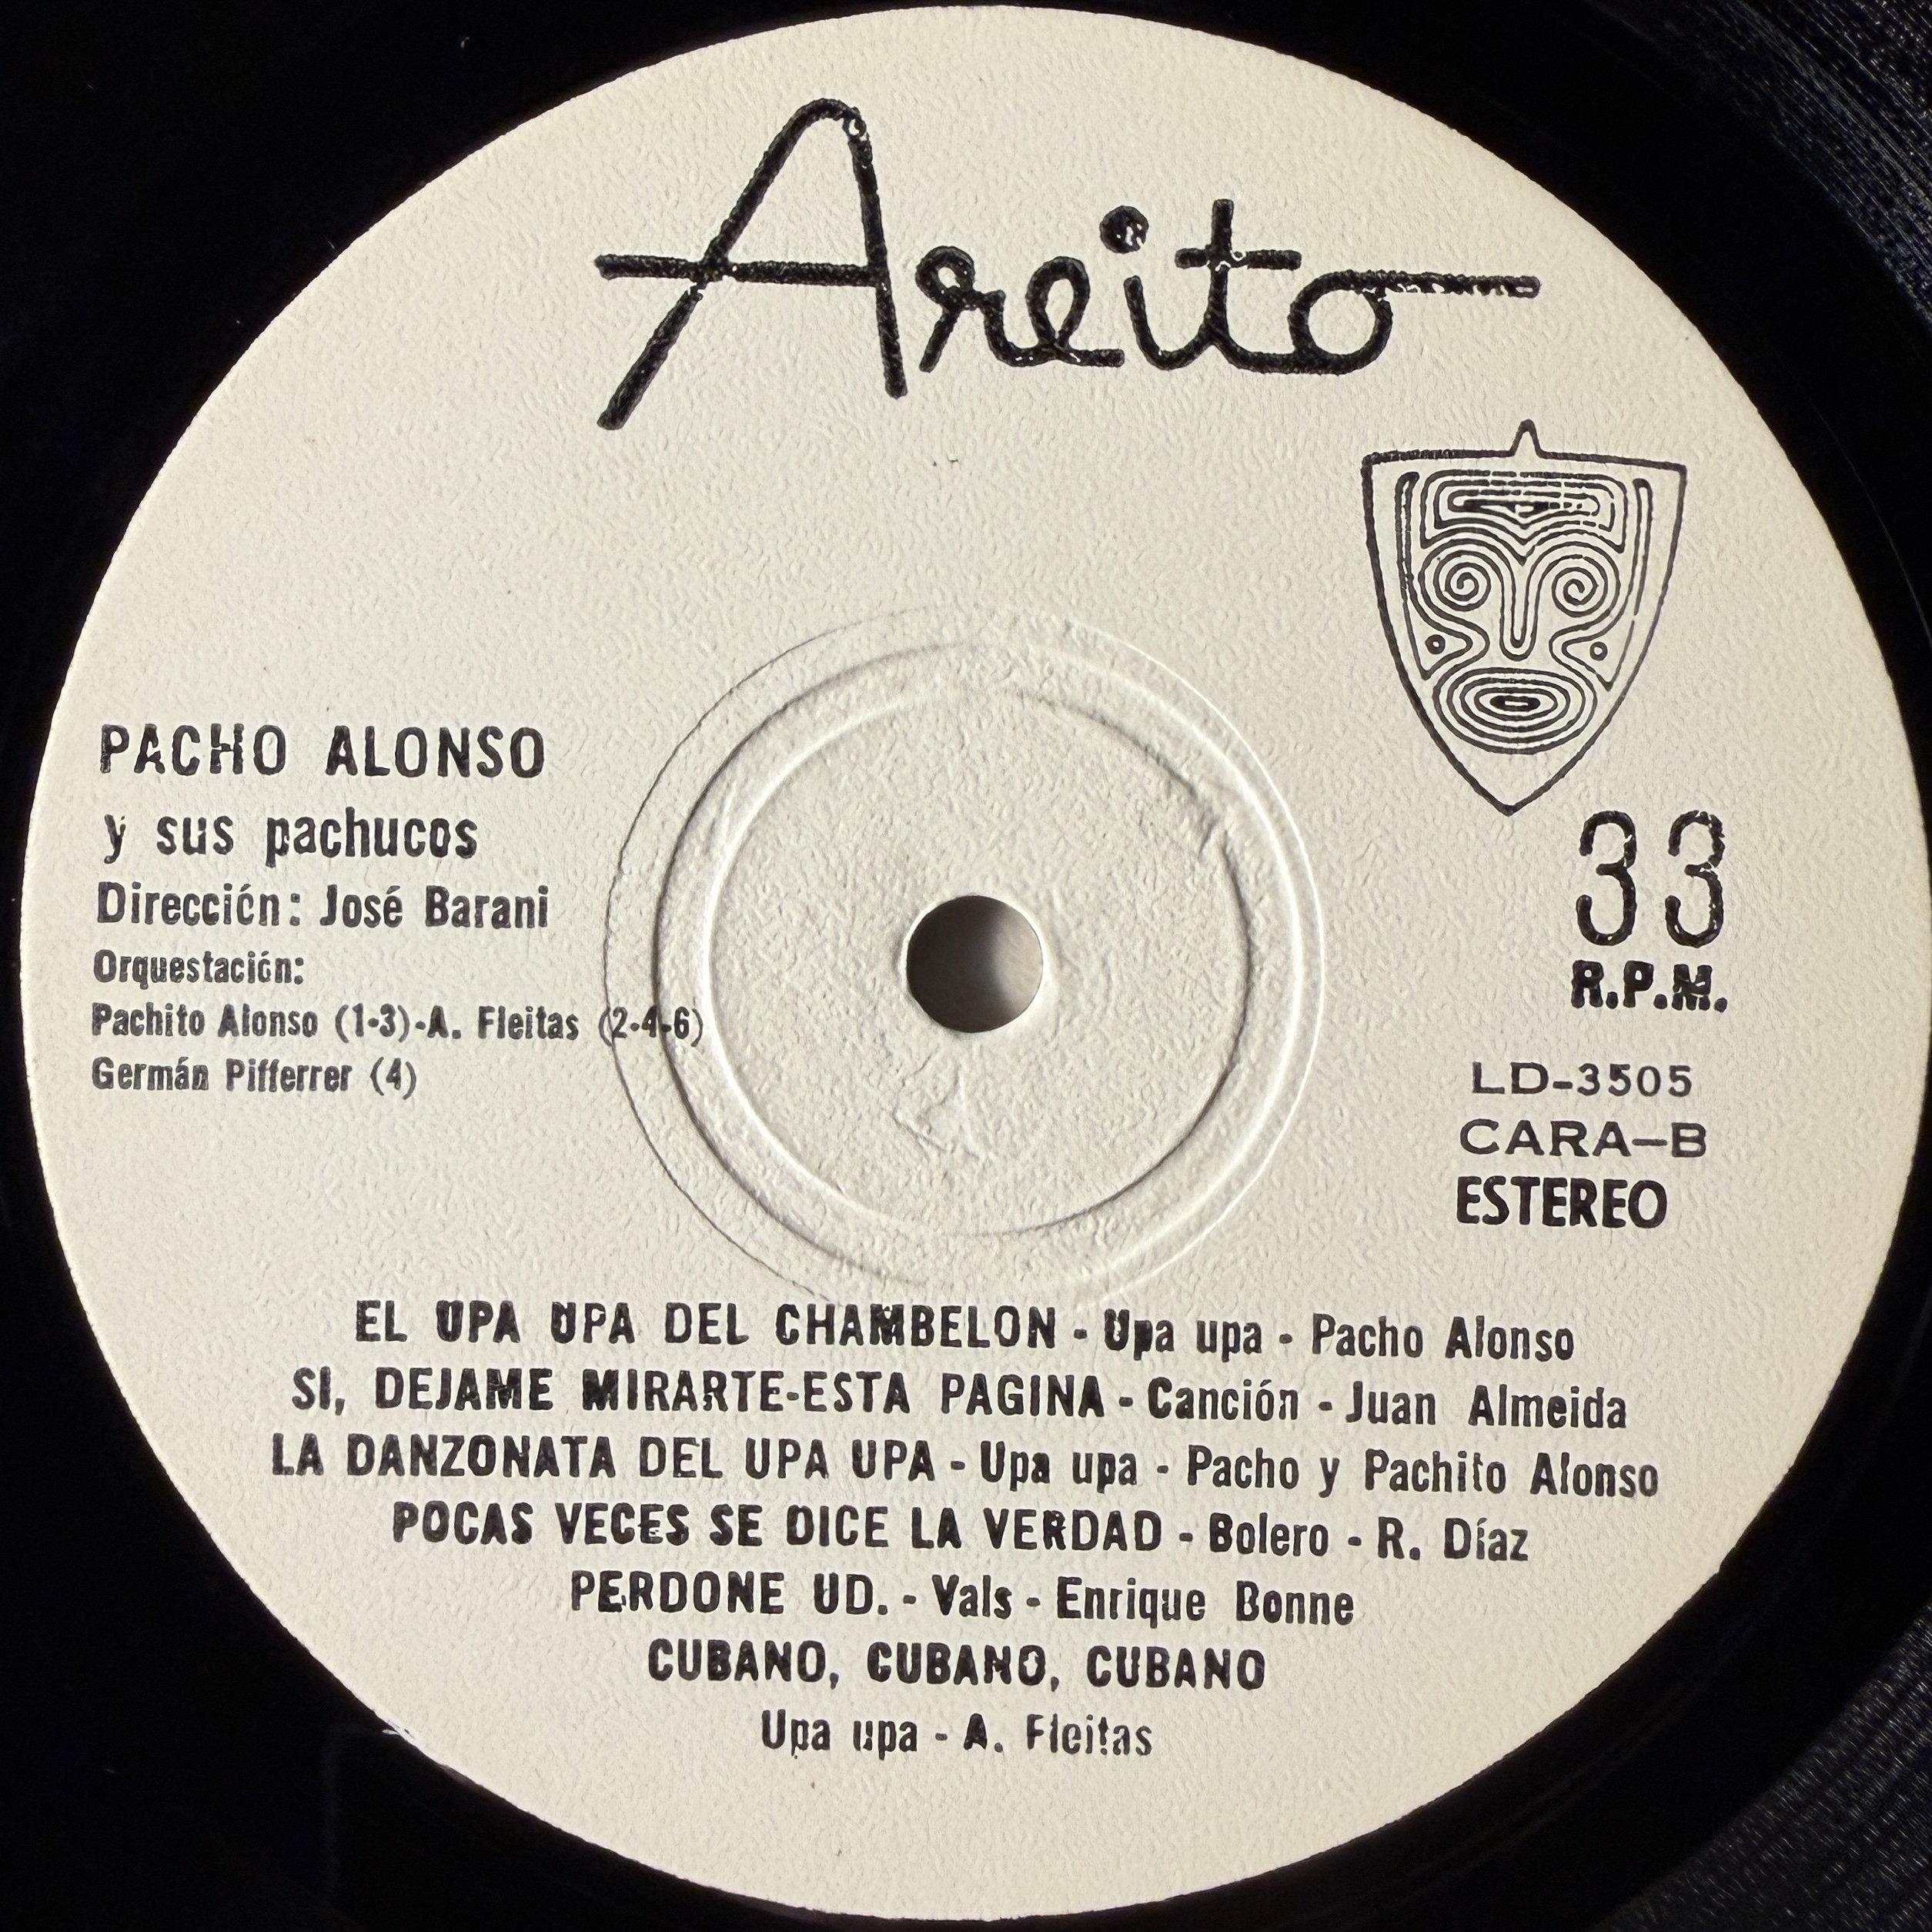 Areito
PACHO ALONSO
y sus pachucos
Dirección: José Barani
Orquestación:
Pachito Alonso (1-3)-A. Fleitas (2-4-6)
Germán Pifferrer (4)
33
R.P.M.
LD-3505
CARA-B
ESTEREO
EL UPA UPA DEL CHAMBELON - Upa upa - Pacho Alonso
SI, DEJAME MIRARTE-ESTA PAGINA - Canción - Juan Almeida
LA DANZONATA DEL UPA UPA - Upa upa - Pacho y Pachito Alonso
POCAS VECES SE DICE LA VERDAD - Bolero - R. Díaz
PERDONE UD. - Vals - Enrique Bonne
CUBANO, CUBANO, CUBANO
Upa upa - A. Fleitas